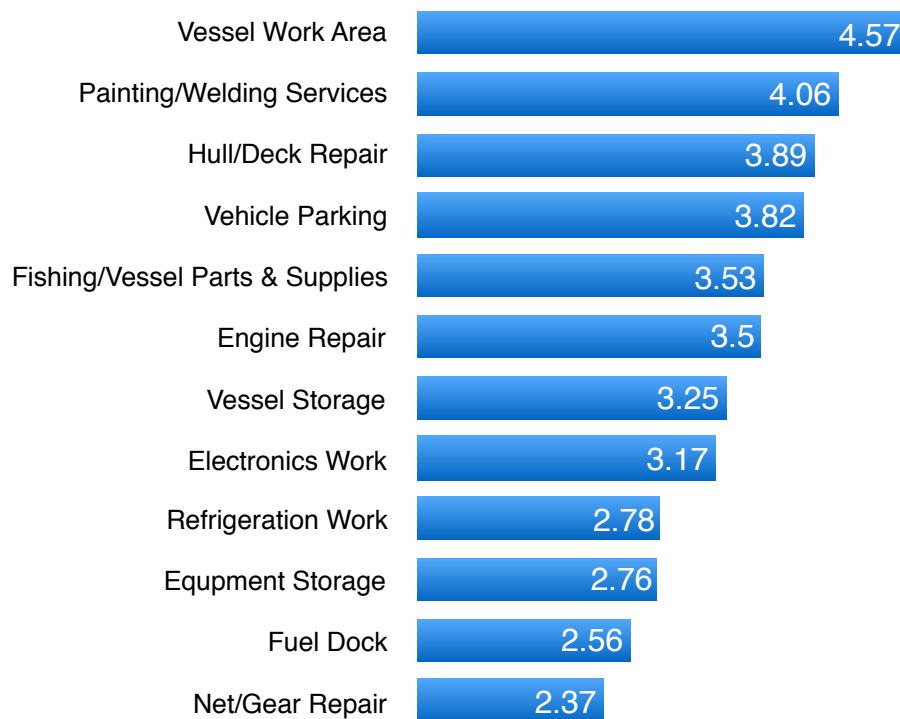 Vessel Work Area 4.57
Painting/Welding Services 4.06
Hull/Deck Repair 3.89
Vehicle Parking 3.82
Fishing/Vessel Parts & Supplies 3.53
Engine Repair 3.5
Vessel Storage 3.25
Electronics Work 3.17
Refrigeration Work 2.78
Equpment Storage 2.76
Fuel Dock 2.56
Net/Gear Repair 2.37